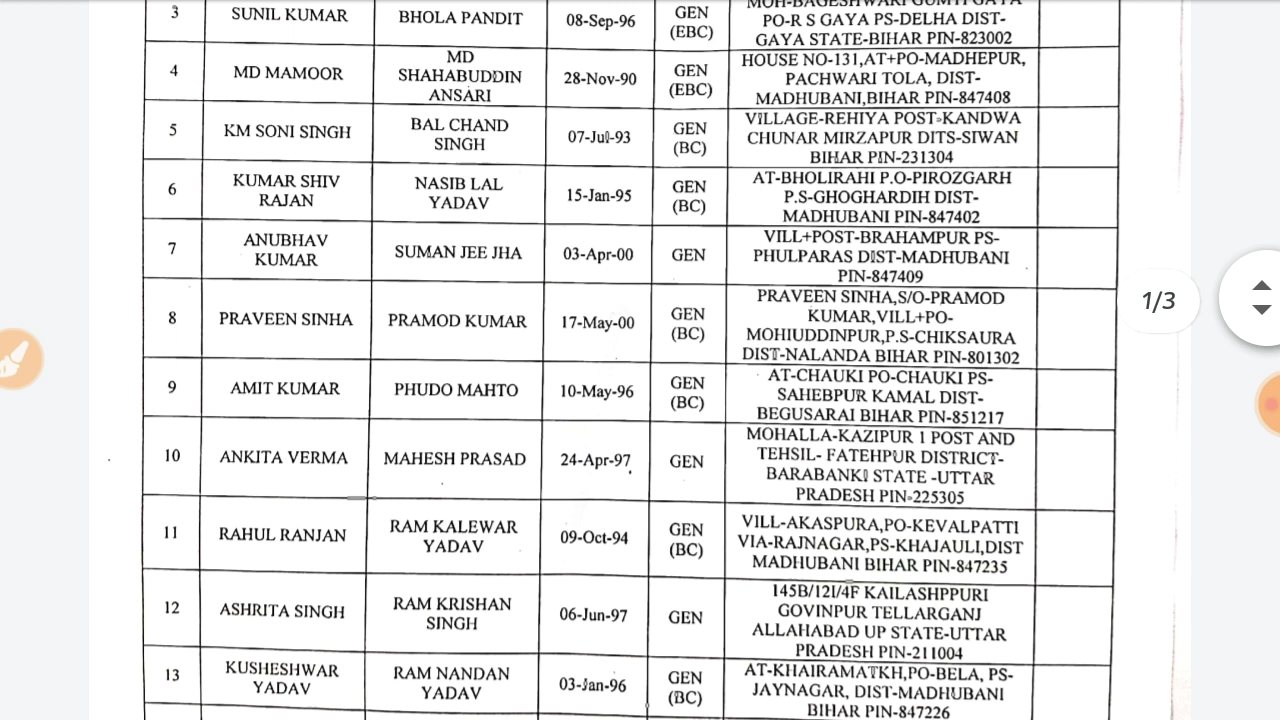 3 SUNIL KUMAR BHOLA PANDIT 08-Sep-96 GEN (EBC) MOH-BAGESHWARI GUMTI GAYA
PO-R S GAYA PS-DELHA DIST-
GAYA STATE-BIHAR PIN-823002
4 MD MAMOOR MD SHAHABUDDIN ANSARI 28-Nov-90 GEN (EBC) HOUSE NO-131,AT+PO-MADHEPUR,
PACHWARI TOLA, DIST-
MADHUBANI,BIHAR PIN-847408
5 KM SONI SINGH BAL CHAND SINGH 07-Jul-93 GEN (BC) VILLAGE-REHIYA POST-KANDWA
CHUNAR MIRZAPUR DITS-SIWAN
BIHAR PIN-231304
6 KUMAR SHIV RAJAN NASIB LAL YADAV 15-Jan-95 GEN (BC) AT-BHOLIRAHI P.O-PIROZGARH
P.S-GHOGHARDIH DIST-
MADHUBANI PIN-847402
7 ANUBHAV KUMAR SUMAN JEE JHA 03-Apr-00 GEN VILL+POST-BRAHAMPUR PS-
PHULPARAS DIST-MADHUBANI
PIN-847409
8 PRAVEEN SINHA PRAMOD KUMAR 17-May-00 GEN (BC) PRAVEEN SINHA,S/O-PRAMOD
KUMAR,VILL+PO-
MOHIUDDINPUR,P.S-CHIKSAURA
DIST-NALANDA BIHAR PIN-801302
9 AMIT KUMAR PHUDO MAHTO 10-May-96 GEN (BC) AT-CHAUKI PO-CHAUKI PS-
SAHEBPUR KAMAL DIST-
BEGUSARAI BIHAR PIN-851217
10 ANKITA VERMA MAHESH PRASAD 24-Apr-97 GEN MOHALLA-KAZIPUR 1 POST AND
TEHSIL- FATEHPUR DISTRICT-
BARABANKI STATE -UTTAR
PRADESH PIN-225305
11 RAHUL RANJAN RAM KALEWAR YADAV 09-Oct-94 GEN (BC) VILL-AKASPURA,PO-KEVALPATTI
VIA-RAJNAGAR,PS-KHAJAULI,DIST
MADHUBANI BIHAR PIN-847235
12 ASHRITA SINGH RAM KRISHAN SINGH 06-Jun-97 GEN 145B/12I/4F KAILASHPPURI
GOVINPUR TELLARGANJ
ALLAHABAD UP STATE-UTTAR
PRADESH PIN-211004
13 KUSHESHWAR YADAV RAM NANDAN YADAV 03-Jan-96 GEN (BC) AT-KHAIRAMATKH,PO-BELA, PS-
JAYNAGAR, DIST-MADHUBANI
BIHAR PIN-847226
1/3